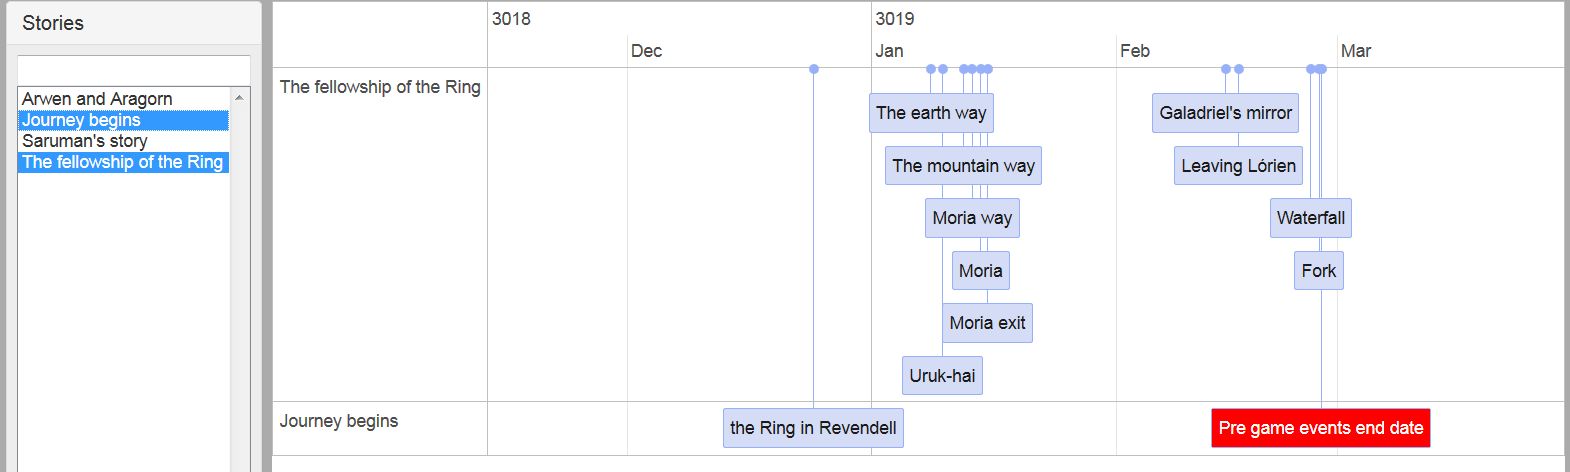 Stories
Arwen and Aragorn
Journey begins
Saruman's story
The fellowship of the Ring
3018
3019
Dec
Jan
Feb
Mar
The fellowship of the Ring
The earth way
Galadriel's mirror
The mountain way
Leaving Lórien
Moria way
Waterfall
Moria
Fork
Moria exit
Uruk-hai
Journey begins
the Ring in Revendell
Pre game events end date